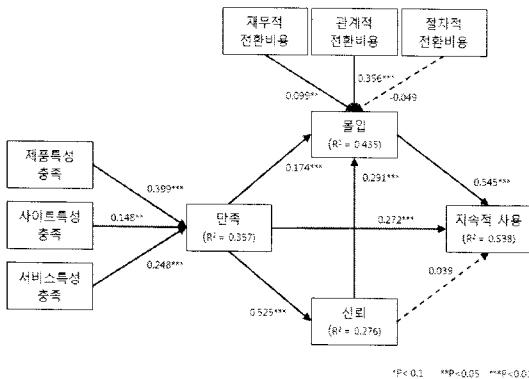 재무적
전환비용
관계적
전환비용
절차적
전환비용
0.099**
0.356***
-0.049
몰입
(R² = 0.435)
제품특성
충족
0.399***
0.174***
0.291***
0.545***
사이트특성
충족
0.148**
만족
(R² = 0.357)
0.272***
지속적 사용
(R² = 0.538)
서비스특성
충족
0.248***
0.525***
0.039
신뢰
(R² = 0.276)
*P< 0.1 **P<0.05 ***P<0.01